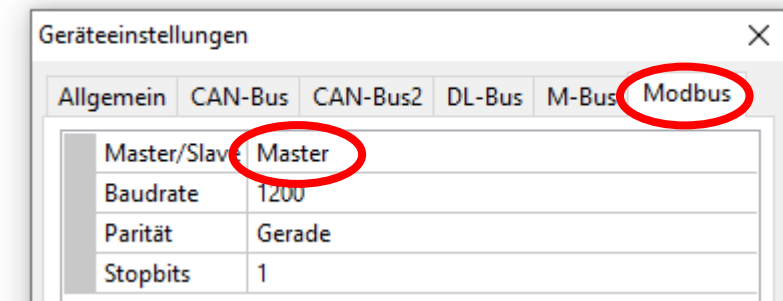 Geräteeinstellungen
Allgemein CAN-Bus CAN-Bus2 DL-Bus M-Bus Modbus
Master/Slave Master
Baudrate 1200
Parität Gerade
Stopbits 1